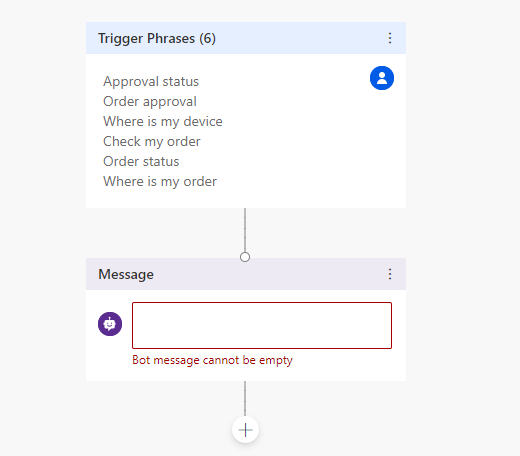 Trigger Phrases (6)
Approval status
Order approval
Where is my device
Check my order
Order status
Where is my order
Message
Bot message cannot be empty